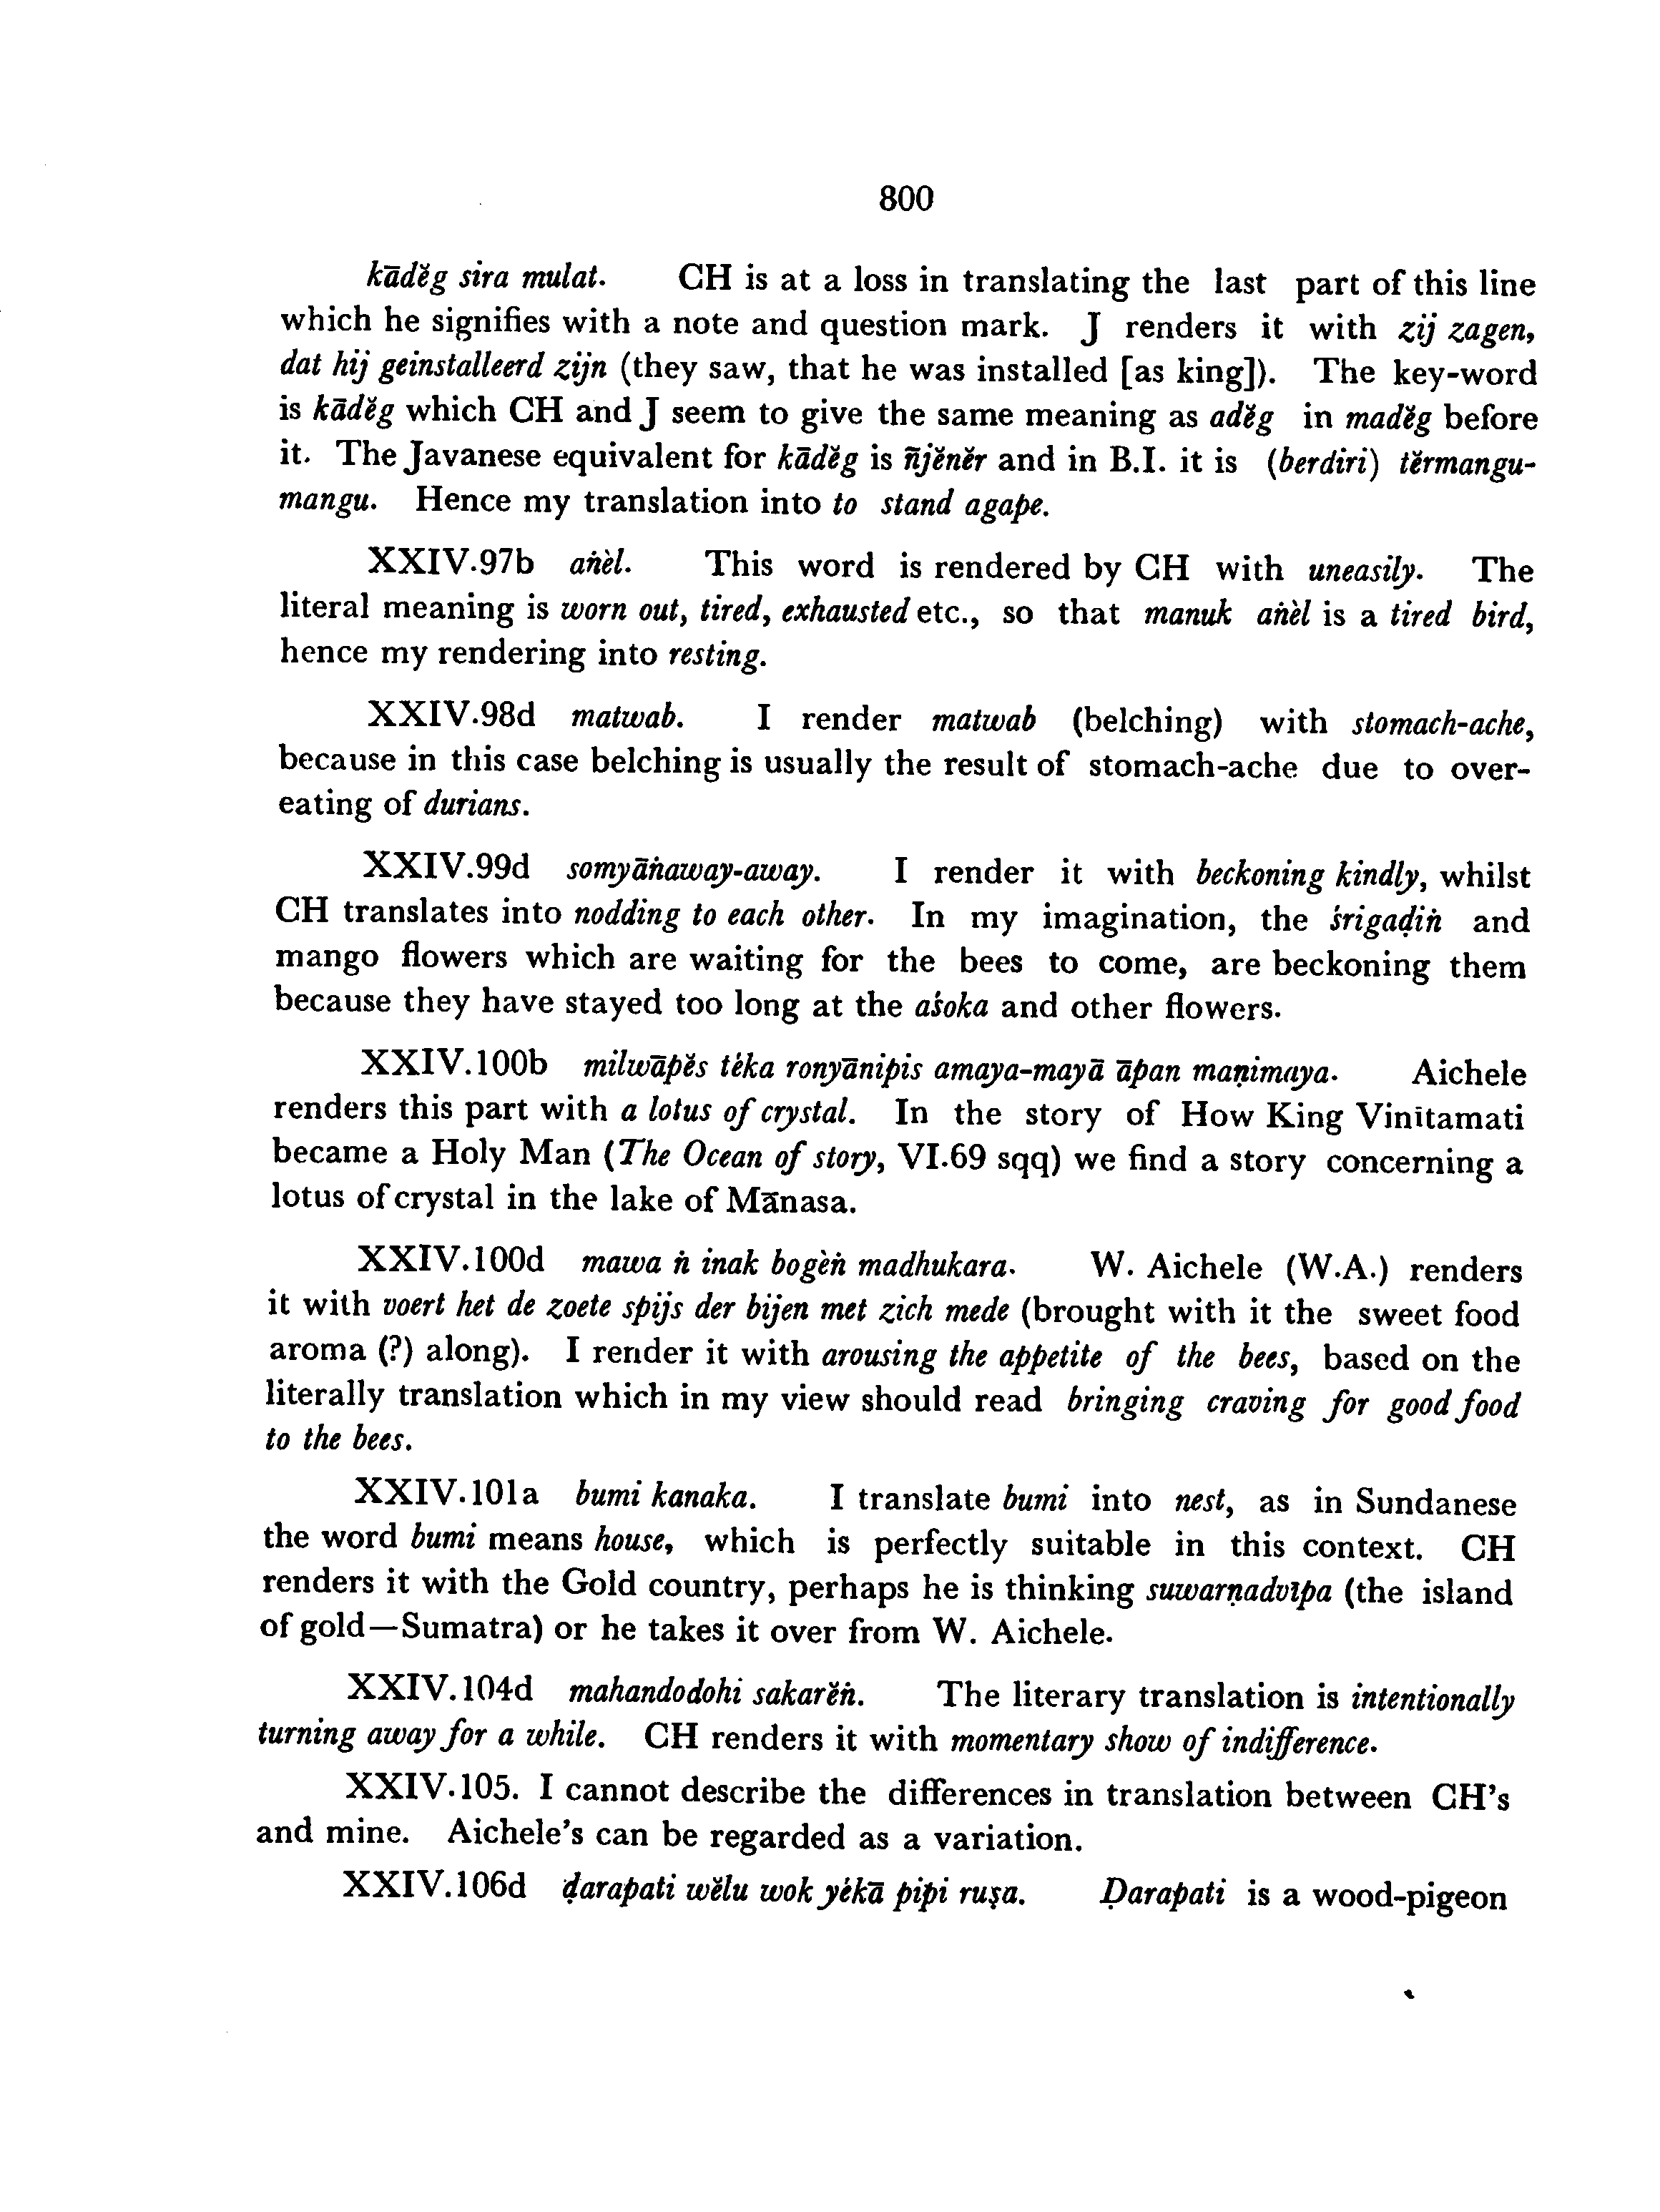 800
kādĕg sira mulat. CH is at a loss in translating the last part of this line
which he signifies with a note and question mark. J renders it with zij zagen,
dat hij geinstalleerd zijn (they saw, that he was installed [as king]). The key-word
is kādĕg which CH and J seem to give the same meaning as adĕg in madĕg before
it. The Javanese equivalent for kādĕg is ñjĕnĕr and in B.I. it is (berdiri) tĕrmangu-
mangu. Hence my translation into to stand agape.
XXIV.97b aṅèl. This word is rendered by CH with uneasily. The
literal meaning is worn out, tired, exhausted etc., so that manuk aṅèl is a tired bird,
hence my rendering into resting.
XXIV.98d matwab. I render matwab (belching) with stomach-ache,
because in this case belching is usually the result of stomach-ache due to over-
eating of durians.
XXIV.99d somyāṅaway-away. I render it with beckoning kindly, whilst
CH translates into nodding to each other. In my imagination, the śrigaḍiṅ and
mango flowers which are waiting for the bees to come, are beckoning them
because they have stayed too long at the aśoka and other flowers.
XXIV.100b milwāpĕs téka ronyānipis amaya-mayā āpan maṇimaya. Aichele
renders this part with a lotus of crystal. In the story of How King Vinitamati
became a Holy Man (The Ocean of story, VI.69 sqq) we find a story concerning a
lotus of crystal in the lake of Mānasa.
XXIV.100d mawa ṅ inak bogèṅ madhukara. W. Aichele (W.A.) renders
it with voert het de zoete spijs der bijen met zich mede (brought with it the sweet food
aroma (?) along). I render it with arousing the appetite of the bees, based on the
literally translation which in my view should read bringing craving for good food
to the bees.
XXIV.101a bumi kanaka. I translate bumi into nest, as in Sundanese
the word bumi means house, which is perfectly suitable in this context. CH
renders it with the Gold country, perhaps he is thinking suwarṇadvīpa (the island
of gold—Sumatra) or he takes it over from W. Aichele.
XXIV.104d mahandodohi sakarĕṅ. The literary translation is intentionally
turning away for a while. CH renders it with momentary show of indifference.
XXIV.105. I cannot describe the differences in translation between CH's
and mine. Aichele's can be regarded as a variation.
XXIV.106d ḍarapati wĕlu wok yékā pipi ruṣa. Ḍarapati is a wood-pigeon